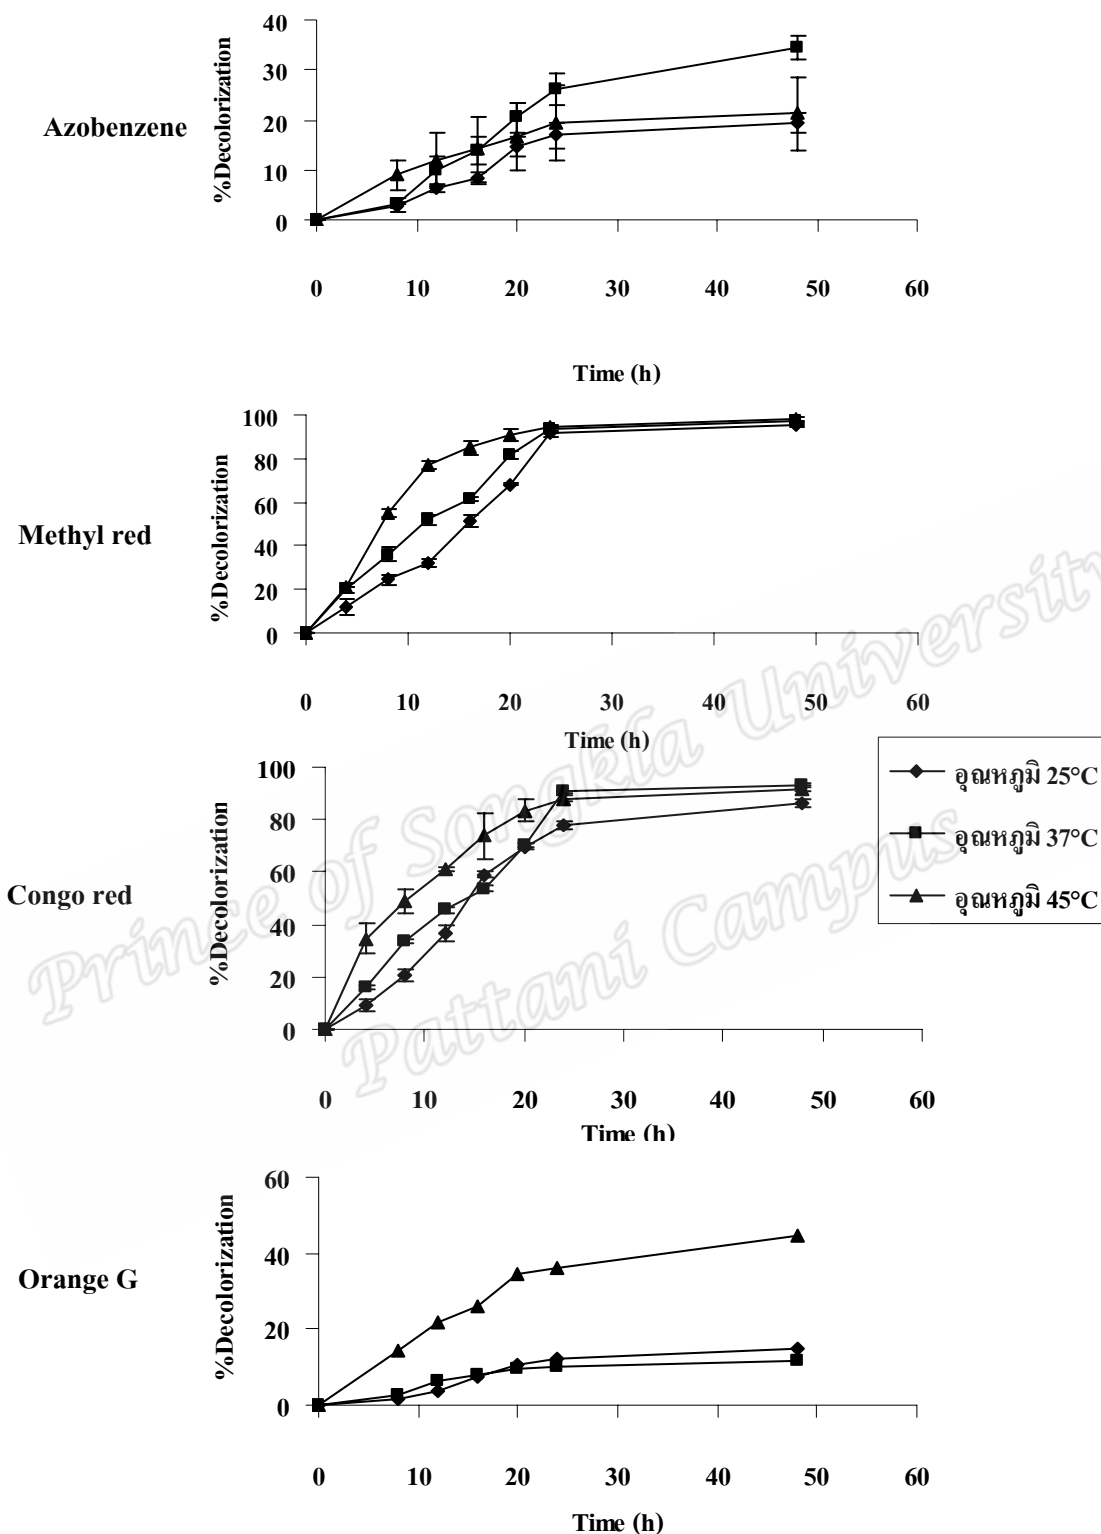 40
30
20
10
0
%Decolorization
Azobenzene
0 10 20 30 40 50 60
Time (h)
100
80
60
40
20
0
%Decolorization
Methyl red
0 10 20 30 40 50 60
Time (h)
100
80
60
40
20
0
%Decolorization
Congo red
0 10 20 30 40 50 60
Time (h)
อุณหภูมิ 25°C
อุณหภูมิ 37°C
อุณหภูมิ 45°C
60
40
20
0
%Decolorization
Orange G
0 10 20 30 40 50 60
Time (h)
Prince of Songkla University
Pattani Campus